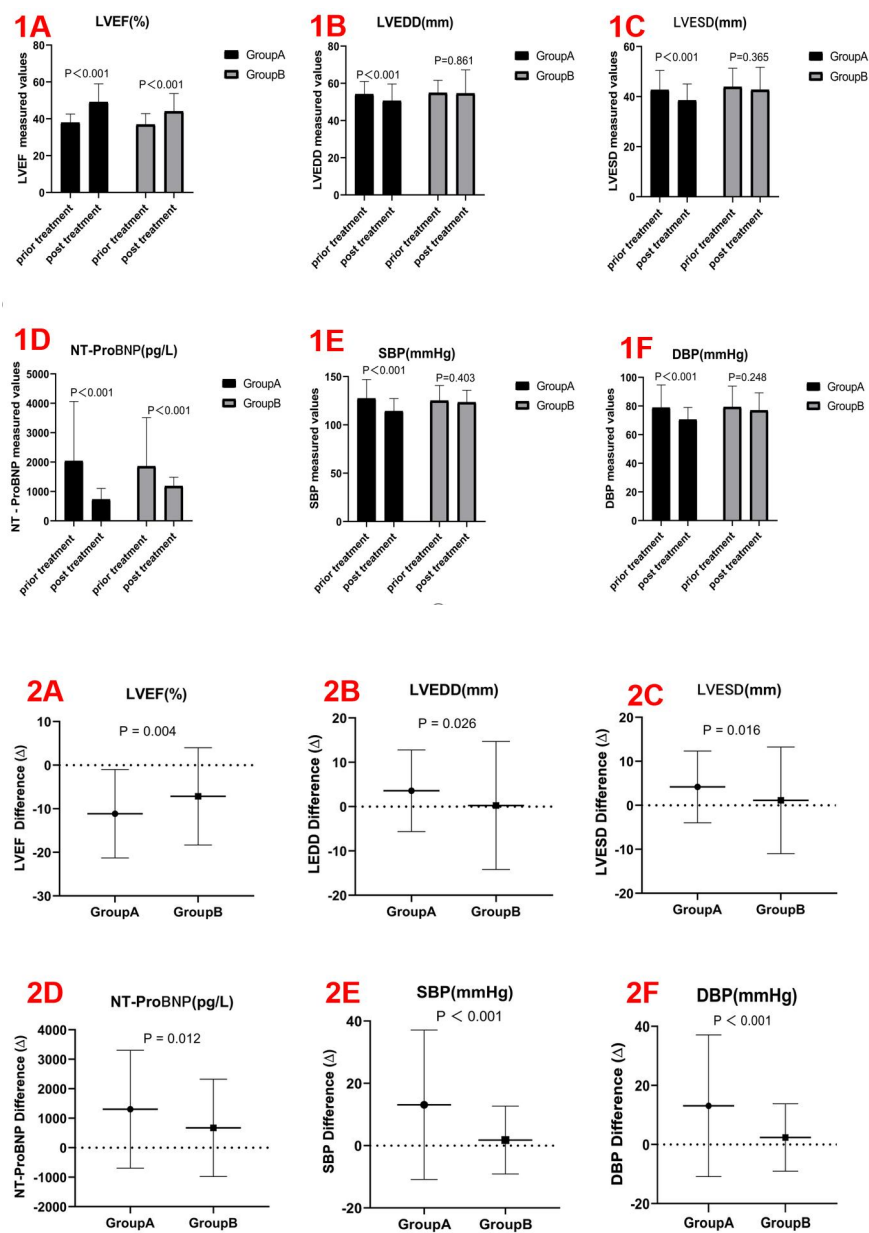 1A
LVEF(%)
LVEF measured values
80
60
40
20
0
P＜0.001
P＜0.001
GroupA
GroupB
prior treatment
post treatment
prior treatment
post treatment
1B
LVEDD(mm)
LVEDD measured values
80
60
40
20
0
P＜0.001
P=0.861
GroupA
GroupB
prior treatment
post treatment
prior treatment
post treatment
1C
LVESD(mm)
LVESD measured values
60
40
20
0
P＜0.001
P=0.365
GroupA
GroupB
prior treatment
post treatment
prior treatment
post treatment
1D
NT-ProBNP(pg/L)
NT - ProBNP measured values
5000
4000
3000
2000
1000
0
P＜0.001
P＜0.001
GroupA
GroupB
prior treatment
post treatment
prior treatment
post treatment
1E
SBP(mmHg)
SBP measured values
150
100
50
0
P＜0.001
P=0.403
GroupA
GroupB
prior treatment
post treatment
prior treatment
post treatment
1F
DBP(mmHg)
DBP measured values
100
80
60
40
20
0
P＜0.001
P=0.248
GroupA
GroupB
prior treatment
post treatment
prior treatment
post treatment
2A
LVEF(%)
LVEF Difference (Δ)
10
0
-10
-20
-30
P = 0.004
GroupA
GroupB
2B
LVEDD(mm)
LEDD Difference (Δ)
20
10
0
-10
-20
P = 0.026
GroupA
GroupB
2C
LVESD(mm)
LVESD Difference (Δ)
20
10
0
-10
-20
P = 0.016
GroupA
GroupB
2D
NT-ProBNP(pg/L)
NT-ProBNP Difference (Δ)
4000
3000
2000
1000
0
-1000
-2000
P = 0.012
GroupA
GroupB
2E
SBP(mmHg)
SBP Difference (Δ)
40
20
0
-20
P ＜ 0.001
GroupA
GroupB
2F
DBP(mmHg)
DBP Difference (Δ)
40
20
0
-20
P ＜ 0.001
GroupA
GroupB